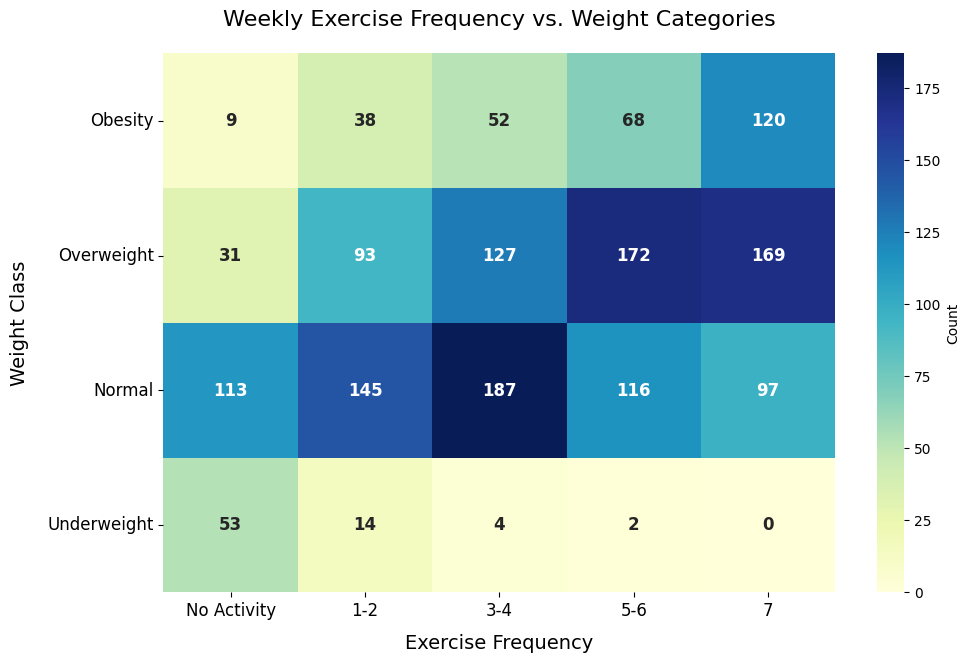 Weekly Exercise Frequency vs. Weight Categories
Obesity 9 38 52 68 120
Overweight 31 93 127 172 169
Normal 113 145 187 116 97
Underweight 53 14 4 2 0
No Activity 1-2 3-4 5-6 7
Exercise Frequency
Weight Class
175
150
125
100
75
50
25
0
Count